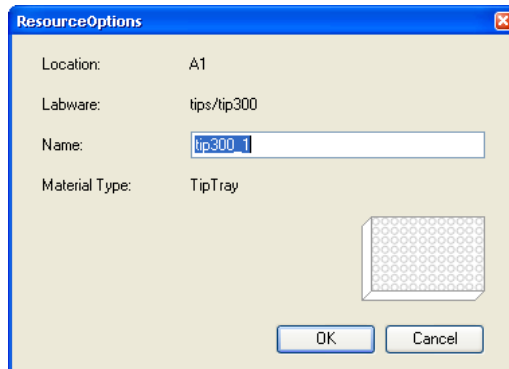 ResourceOptions
Location: A1
Labware: tips/tip300
Name: tip300_1
Material Type: TipTray
OK Cancel